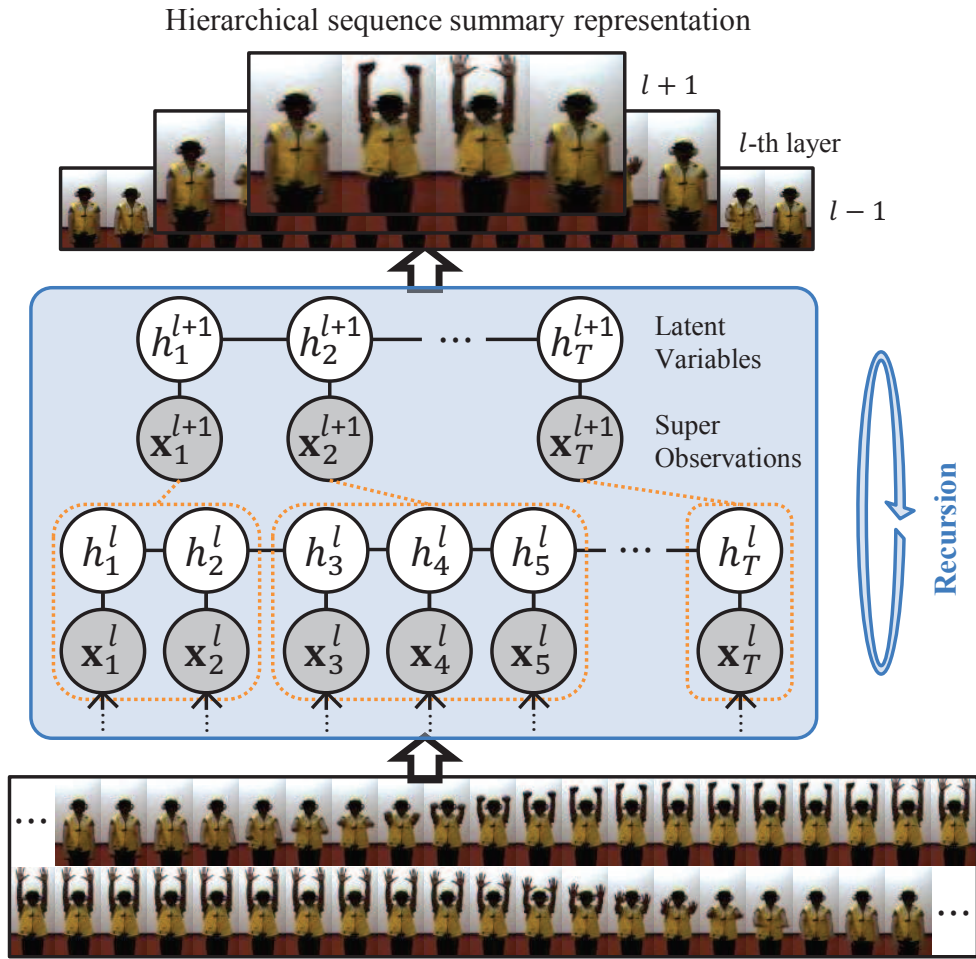 Hierarchical sequence summary representation
l + 1
l-th layer
l − 1
h_1^{l+1} h_2^{l+1} ... h_T^{l+1}
Latent
Variables
x_1^{l+1} x_2^{l+1} x_T^{l+1}
Super
Observations
h_1^l h_2^l h_3^l h_4^l h_5^l ... h_T^l
x_1^l x_2^l x_3^l x_4^l x_5^l x_T^l
Recursion
...
...